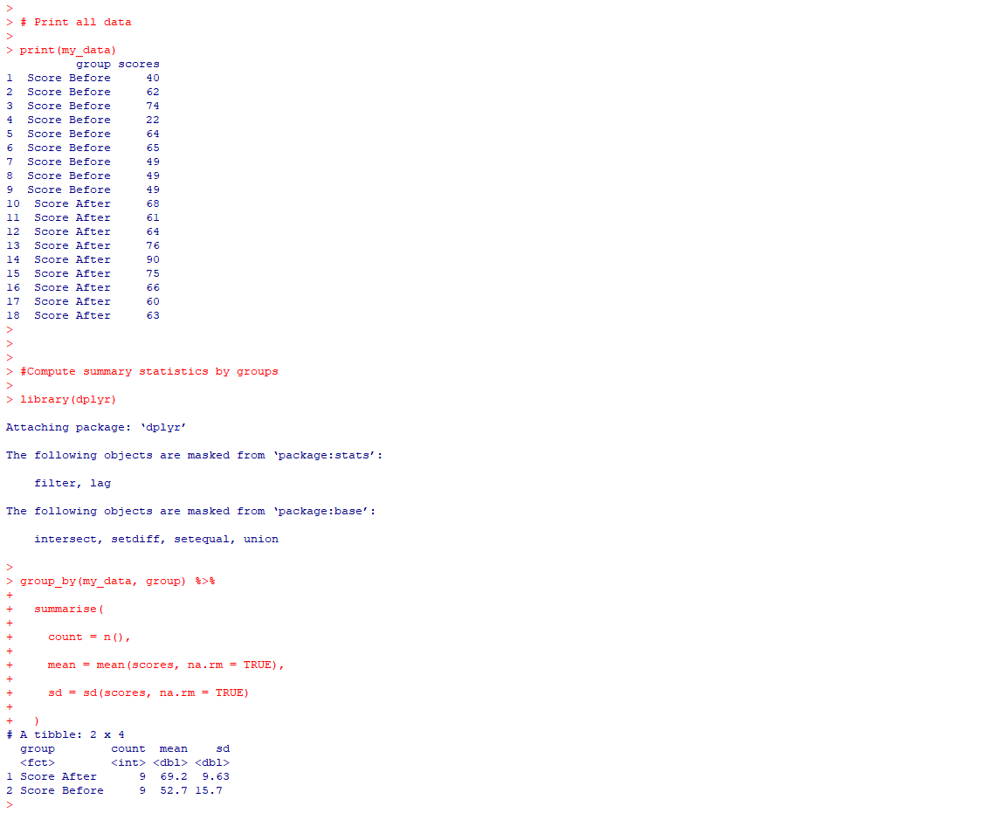 >
> # Print all data
>
> print(my_data)
          group scores
1  Score Before     40
2  Score Before     62
3  Score Before     74
4  Score Before     22
5  Score Before     64
6  Score Before     65
7  Score Before     49
8  Score Before     49
9  Score Before     49
10  Score After     68
11  Score After     61
12  Score After     64
13  Score After     76
14  Score After     90
15  Score After     75
16  Score After     66
17  Score After     60
18  Score After     63
>
>
>
> #Compute summary statistics by groups
>
> library(dplyr)
Attaching package: ‘dplyr’
The following objects are masked from ‘package:stats’:
    filter, lag
The following objects are masked from ‘package:base’:
    intersect, setdiff, setequal, union
>
> group_by(my_data, group) %>%
+
+   summarise(
+
+     count = n(),
+
+     mean = mean(scores, na.rm = TRUE),
+
+     sd = sd(scores, na.rm = TRUE)
+
+   )
# A tibble: 2 x 4
  group        count  mean    sd
  <fct>        <int> <dbl> <dbl>
1 Score After      9  69.2  9.63
2 Score Before     9  52.7 15.7
>